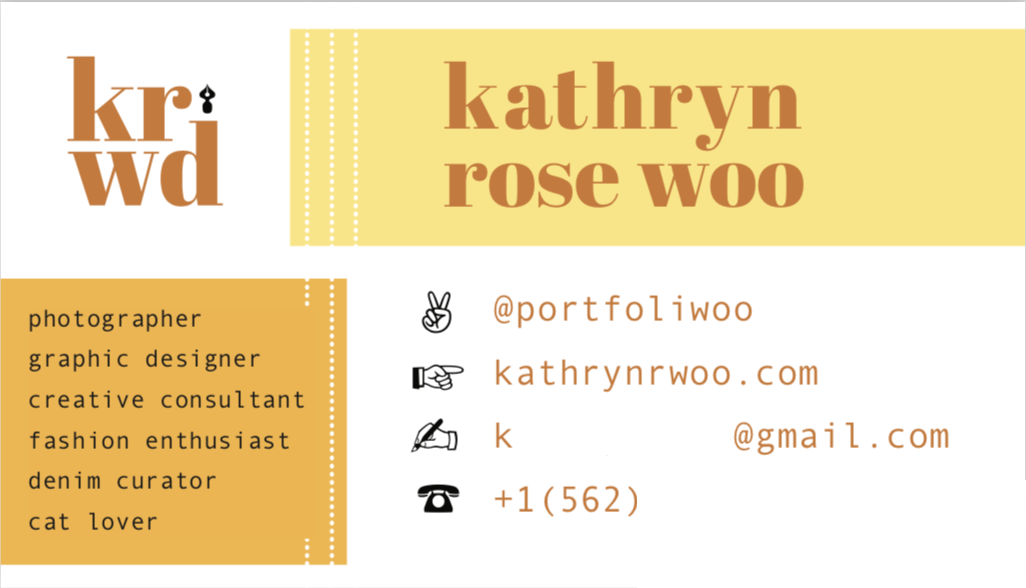 kr
wd
kathryn
rose woo
photographer
graphic designer
creative consultant
fashion enthusiast
denim curator
cat lover
@portfoliwoo
kathrynrwoo.com
k @gmail.com
+1(562)